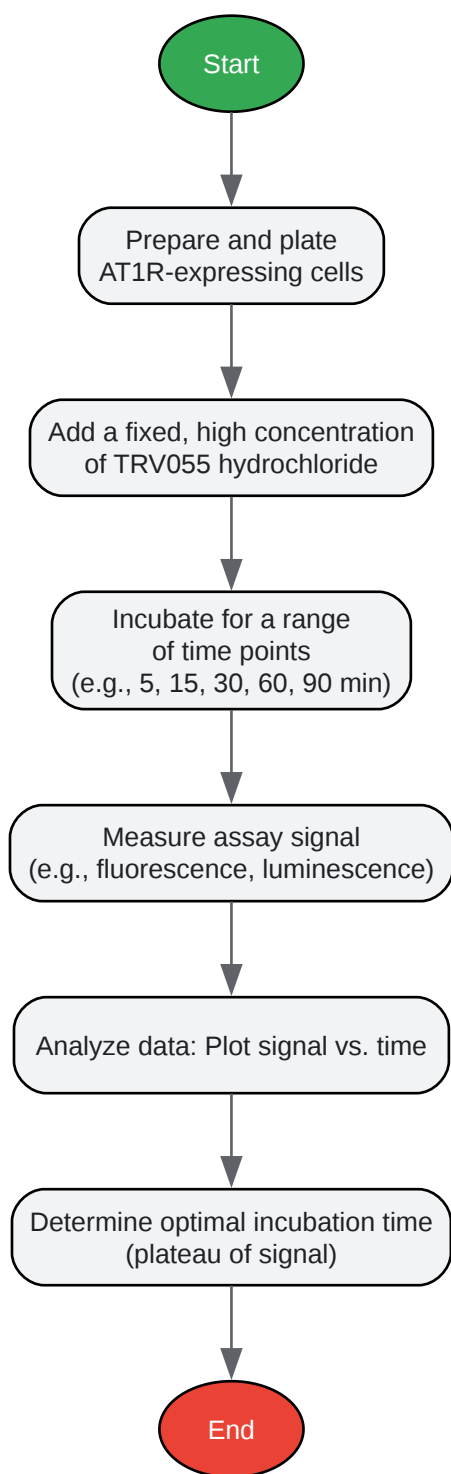 Start
Prepare and plate
AT1R-expressing cells
Add a fixed, high concentration
of TRV055 hydrochloride
Incubate for a range
of time points
(e.g., 5, 15, 30, 60, 90 min)
Measure assay signal
(e.g., fluorescence, luminescence)
Analyze data: Plot signal vs. time
Determine optimal incubation time
(plateau of signal)
End